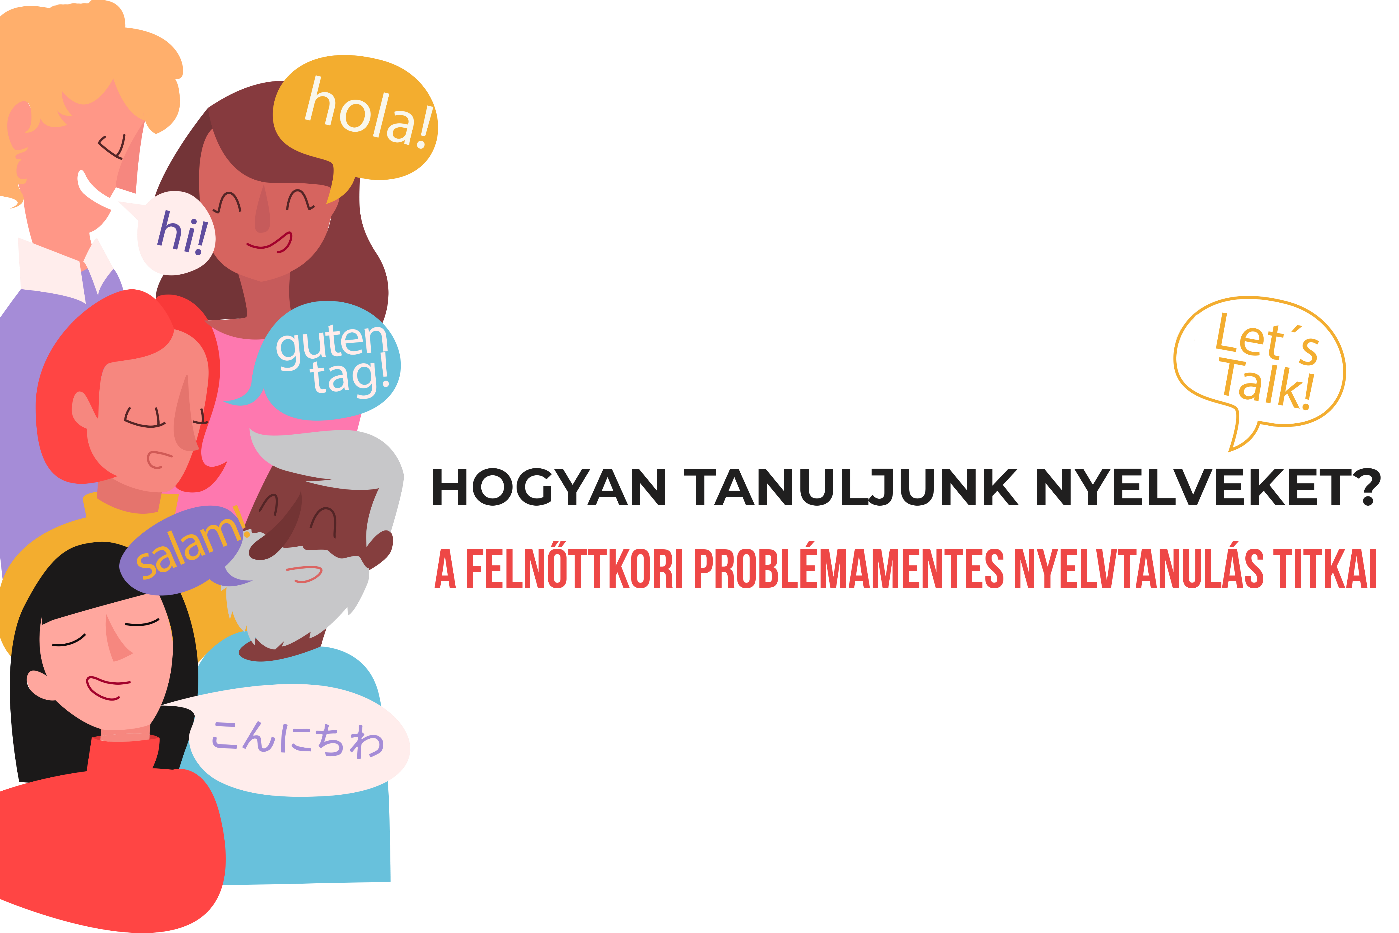 hola!
hi!
guten
tag!
Let´s
Talk!
HOGYAN TANULJUNK NYELVEKET?
A FELNŐTTKORI PROBLÉMAMENTES NYELVTANULÁS TITKAI
salam!
こんにちわ